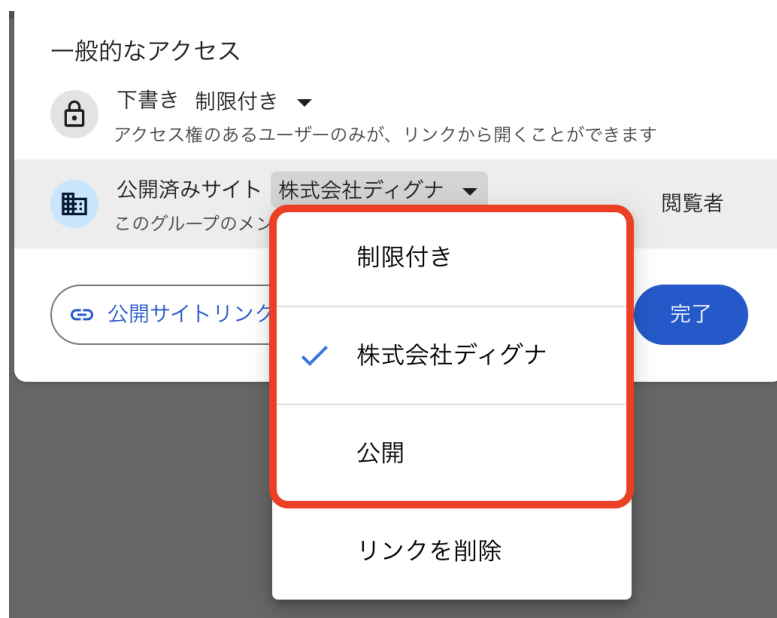 一般的なアクセス
下書き 制限付き
アクセス権のあるユーザーのみが、リンクから開くことができます
公開済みサイト 株式会社ディグナ 閲覧者
このグループのメン
制限付き
公開サイトリンク 完了
株式会社ディグナ
公開
リンクを削除